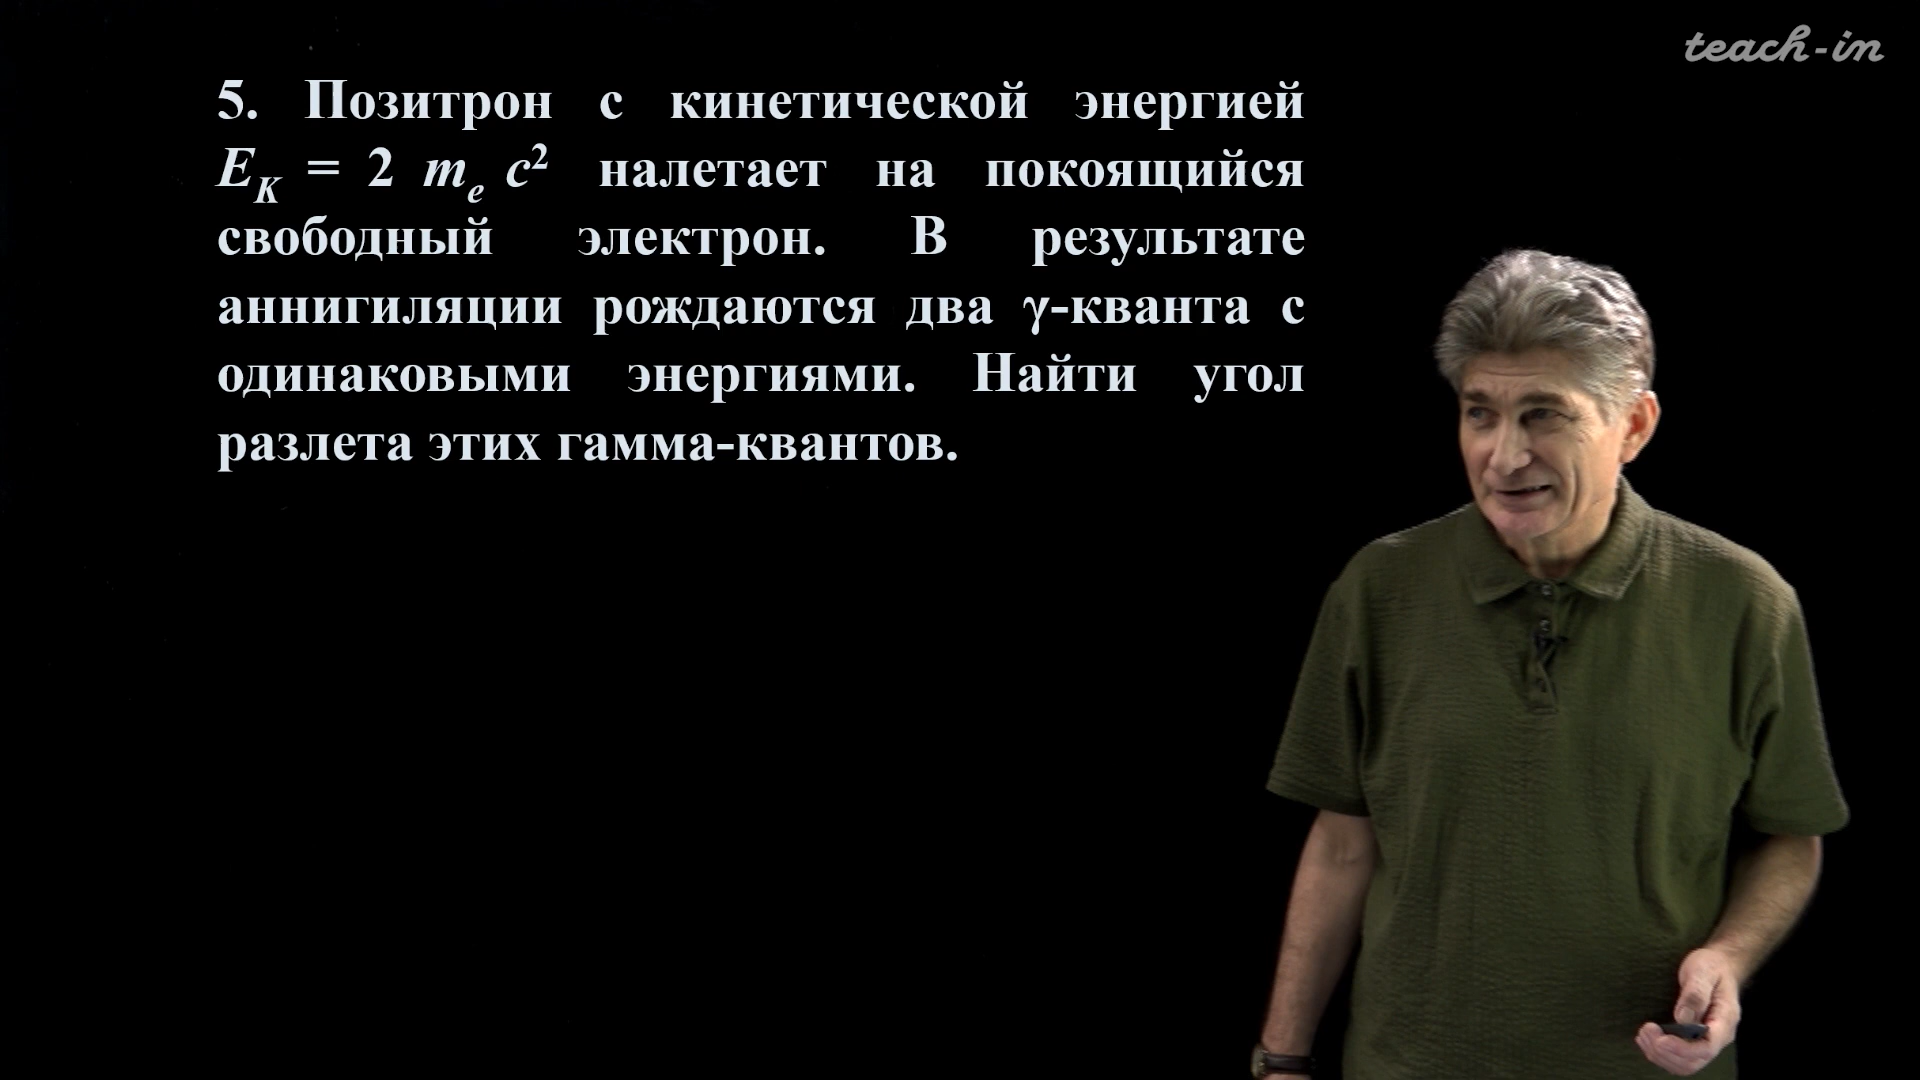 teach-in
5. Позитрон с кинетической энергией
E_K = 2 m_e c² налетает на покоящийся
свободный электрон. В результате
аннигиляции рождаются два γ-кванта с
одинаковыми энергиями. Найти угол
разлета этих гамма-квантов.